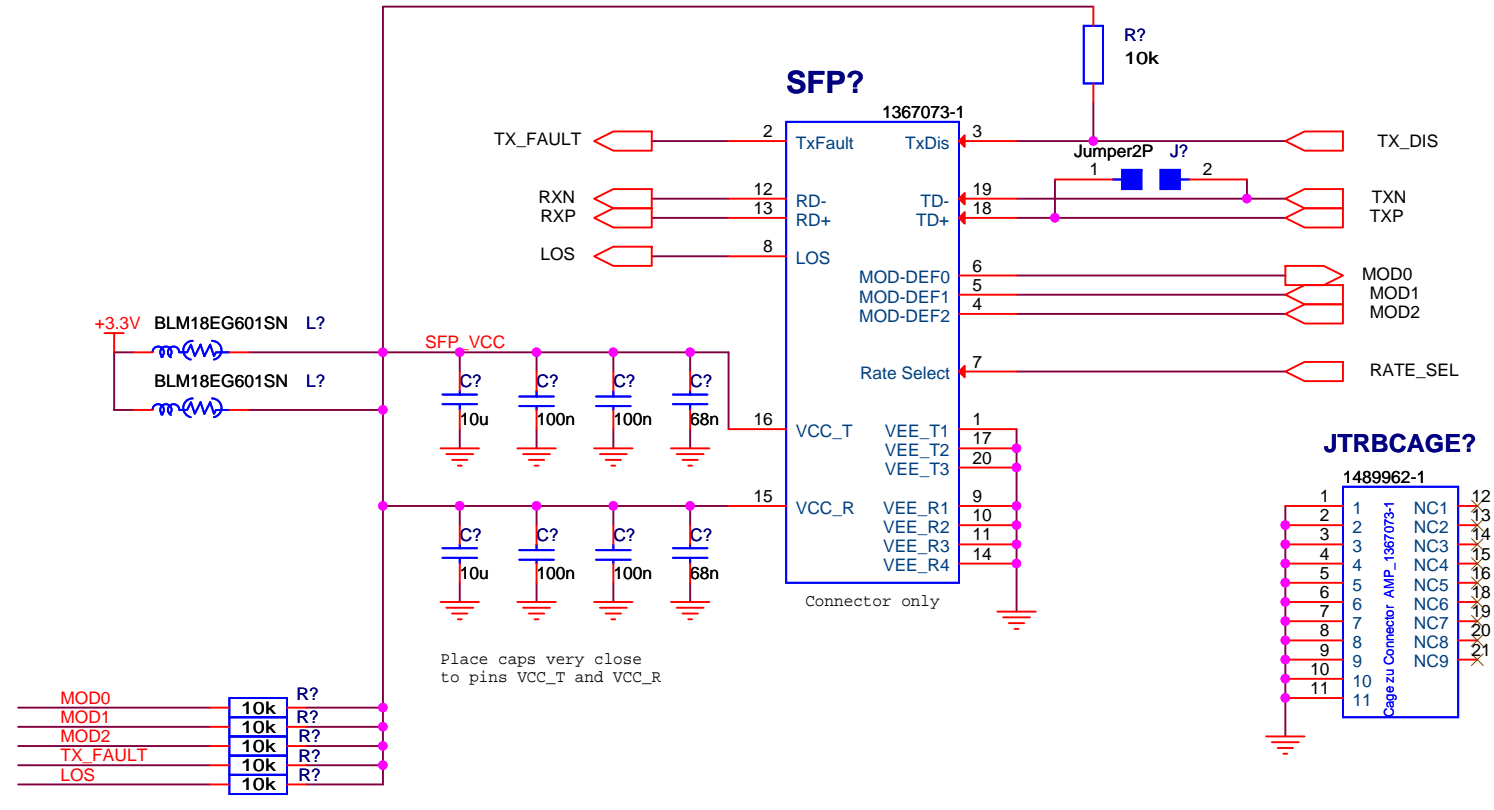 R?
10k
SFP?
1367073-1
TX_FAULT
2
TxFault
TxDis
3
TX_DIS
Jumper2P J?
1
2
RXN
12
RD-
TD-
19
TXN
RXP
13
RD+
TD+
18
TXP
LOS
8
LOS
MOD-DEF0
6
MOD0
MOD-DEF1
5
MOD1
MOD-DEF2
4
MOD2
+3.3V
BLM18EG601SN L?
SFP_VCC
Rate Select
7
RATE_SEL
BLM18EG601SN L?
C?
C?
C?
C?
10u
100n
100n
68n
16
VCC_T
VEE_T1
1
VEE_T2
17
VEE_T3
20
15
VCC_R
VEE_R1
9
VEE_R2
10
VEE_R3
11
VEE_R4
14
C?
C?
C?
C?
10u
100n
100n
68n
Connector only
Place caps very close
to pins VCC_T and VCC_R
JTRBCAGE?
1489962-1
1 1 NC1 12
2 2 NC2 13
3 3 NC3 14
4 4 NC4 15
5 5 NC5 16
6 6 NC6 18
7 7 NC7 19
8 8 NC8 20
9 9 NC9 21
10 10
11 11
Cage zu Connector AMP_1367073-1
MOD0 10k R?
MOD1 10k R?
MOD2 10k R?
TX_FAULT 10k R?
LOS 10k R?